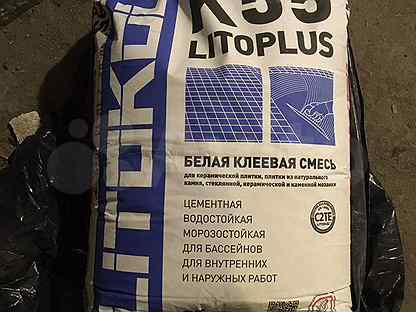 K55
LITOPLUS
LITOKOL
БЕЛАЯ КЛЕЕВАЯ СМЕСЬ
для керамической плитки, плитки из натурального
камня, стеклянной, керамической и каменной мозаики
ЦЕМЕНТНАЯ
ВОДОСТОЙКАЯ
МОРОЗОСТОЙКАЯ
ДЛЯ БАССЕЙНОВ
ДЛЯ ВНУТРЕННИХ
И НАРУЖНЫХ РАБОТ
C2TE